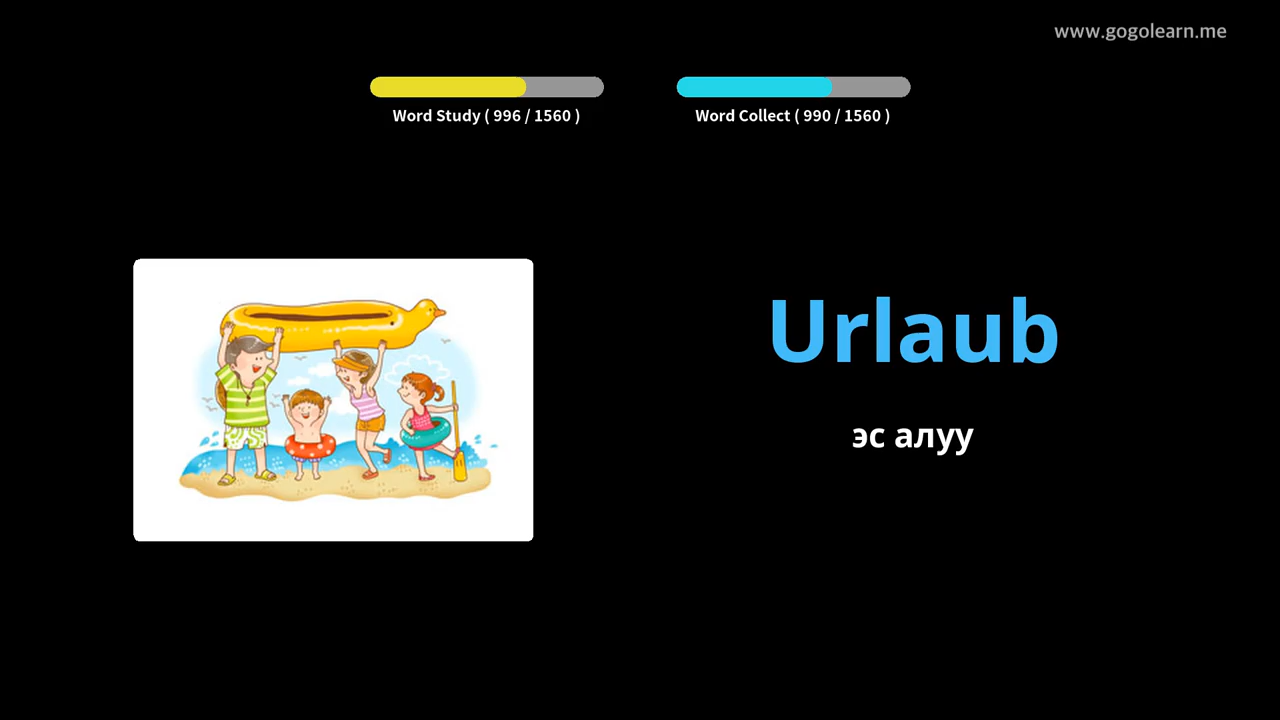 www.gogolearn.me
Word Study ( 996 / 1560 )
Word Collect ( 990 / 1560 )
Urlaub
эс алуу